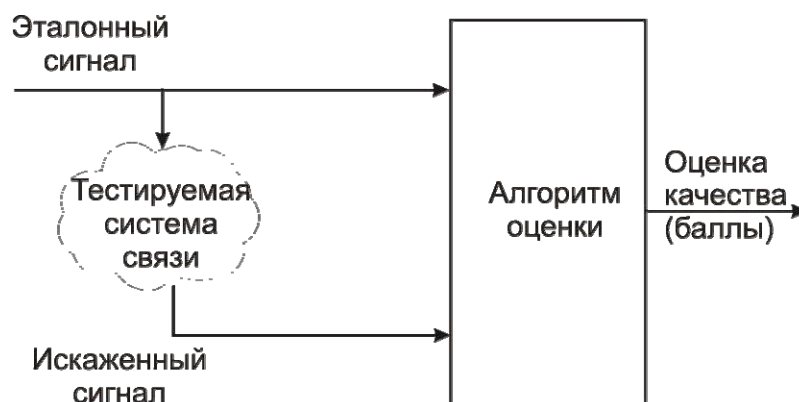 Эталонный
сигнал
Тестируемая
система
связи
Искаженный
сигнал
Алгоритм
оценки
Оценка
качества
(баллы)